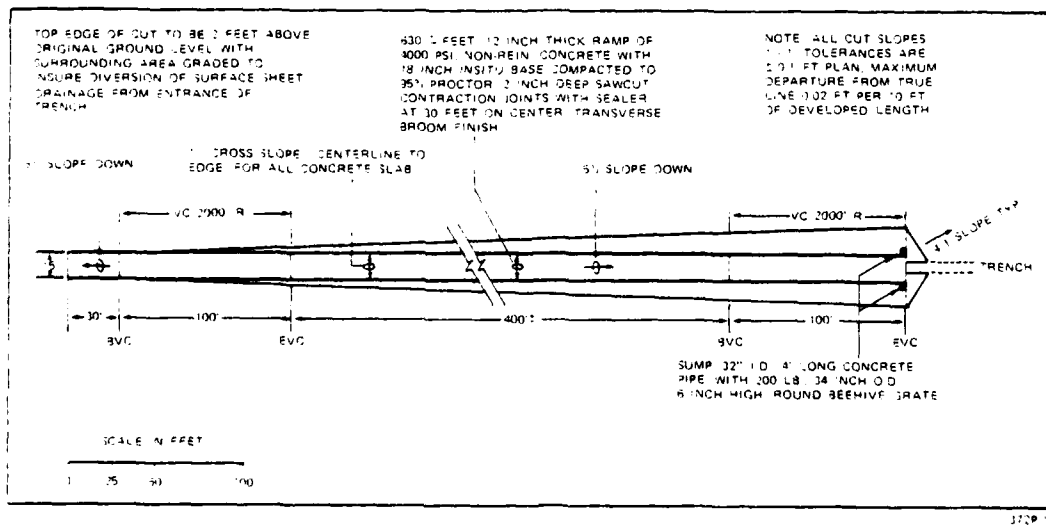 TOP EDGE OF CUT TO BE 2 FEET ABOVE
ORIGINAL GROUND LEVEL WITH
SURROUNDING AREA GRADED TO
INSURE DIVERSION OF SURFACE SHEET
DRAINAGE FROM ENTRANCE OF
TRENCH
630 FEET 12 INCH THICK RAMP OF
4000 PSI NON-REIN CONCRETE WITH
18 INCH INSITU BASE COMPACTED TO
95% PROCTOR 2 INCH DEEP SAWCUT
CONTRACTION JOINTS WITH SEALER
AT 30 FEET ON CENTER TRANSVERSE
BROOM FINISH
NOTE ALL CUT SLOPES
TOLERANCES ARE
FT PLAN, MAXIMUM
DEPARTURE FROM TRUE
LINE 0.02 FT PER 10 FT
OF DEVELOPED LENGTH
SLOPE DOWN
CROSS SLOPE CENTERLINE TO
EDGE FOR ALL CONCRETE SLAB
6% SLOPE DOWN
VC 2000' R
VC 2000' R
4:1 SLOPE TYP
TRENCH
30'
100'
400'±
100'
BVC
EVC
BVC
EVC
SUMP 32" I.D. 4' LONG CONCRETE
PIPE WITH 200 LB 34 INCH O.D.
6 INCH HIGH ROUND BEEHIVE GRATE
SCALE IN FEET
25
100